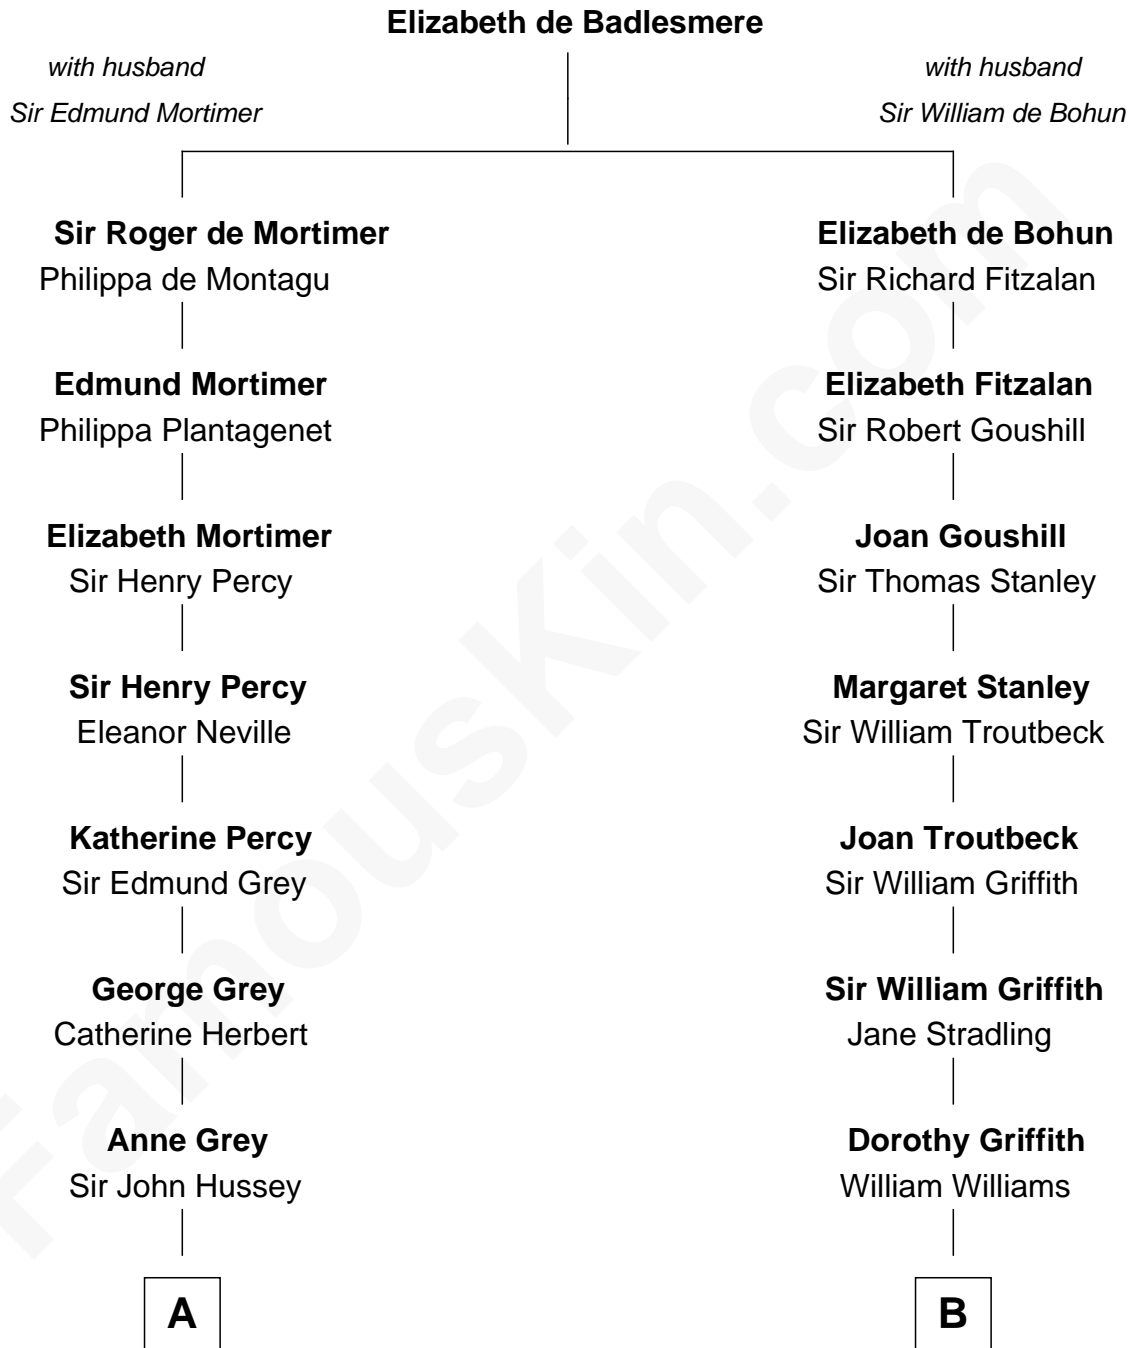 Elizabeth de Badlesmere
with husband
Sir Edmund Mortimer
with husband
Sir William de Bohun
Sir Roger de Mortimer
Philippa de Montagu
Elizabeth de Bohun
Sir Richard Fitzalan
Edmund Mortimer
Philippa Plantagenet
Elizabeth Fitzalan
Sir Robert Goushill
Elizabeth Mortimer
Sir Henry Percy
Joan Goushill
Sir Thomas Stanley
Sir Henry Percy
Eleanor Neville
Margaret Stanley
Sir William Troutbeck
Katherine Percy
Sir Edmund Grey
Joan Troutbeck
Sir William Griffith
George Grey
Catherine Herbert
Sir William Griffith
Jane Stradling
Anne Grey
Sir John Hussey
Dorothy Griffith
William Williams
A
B
FamousKin.com